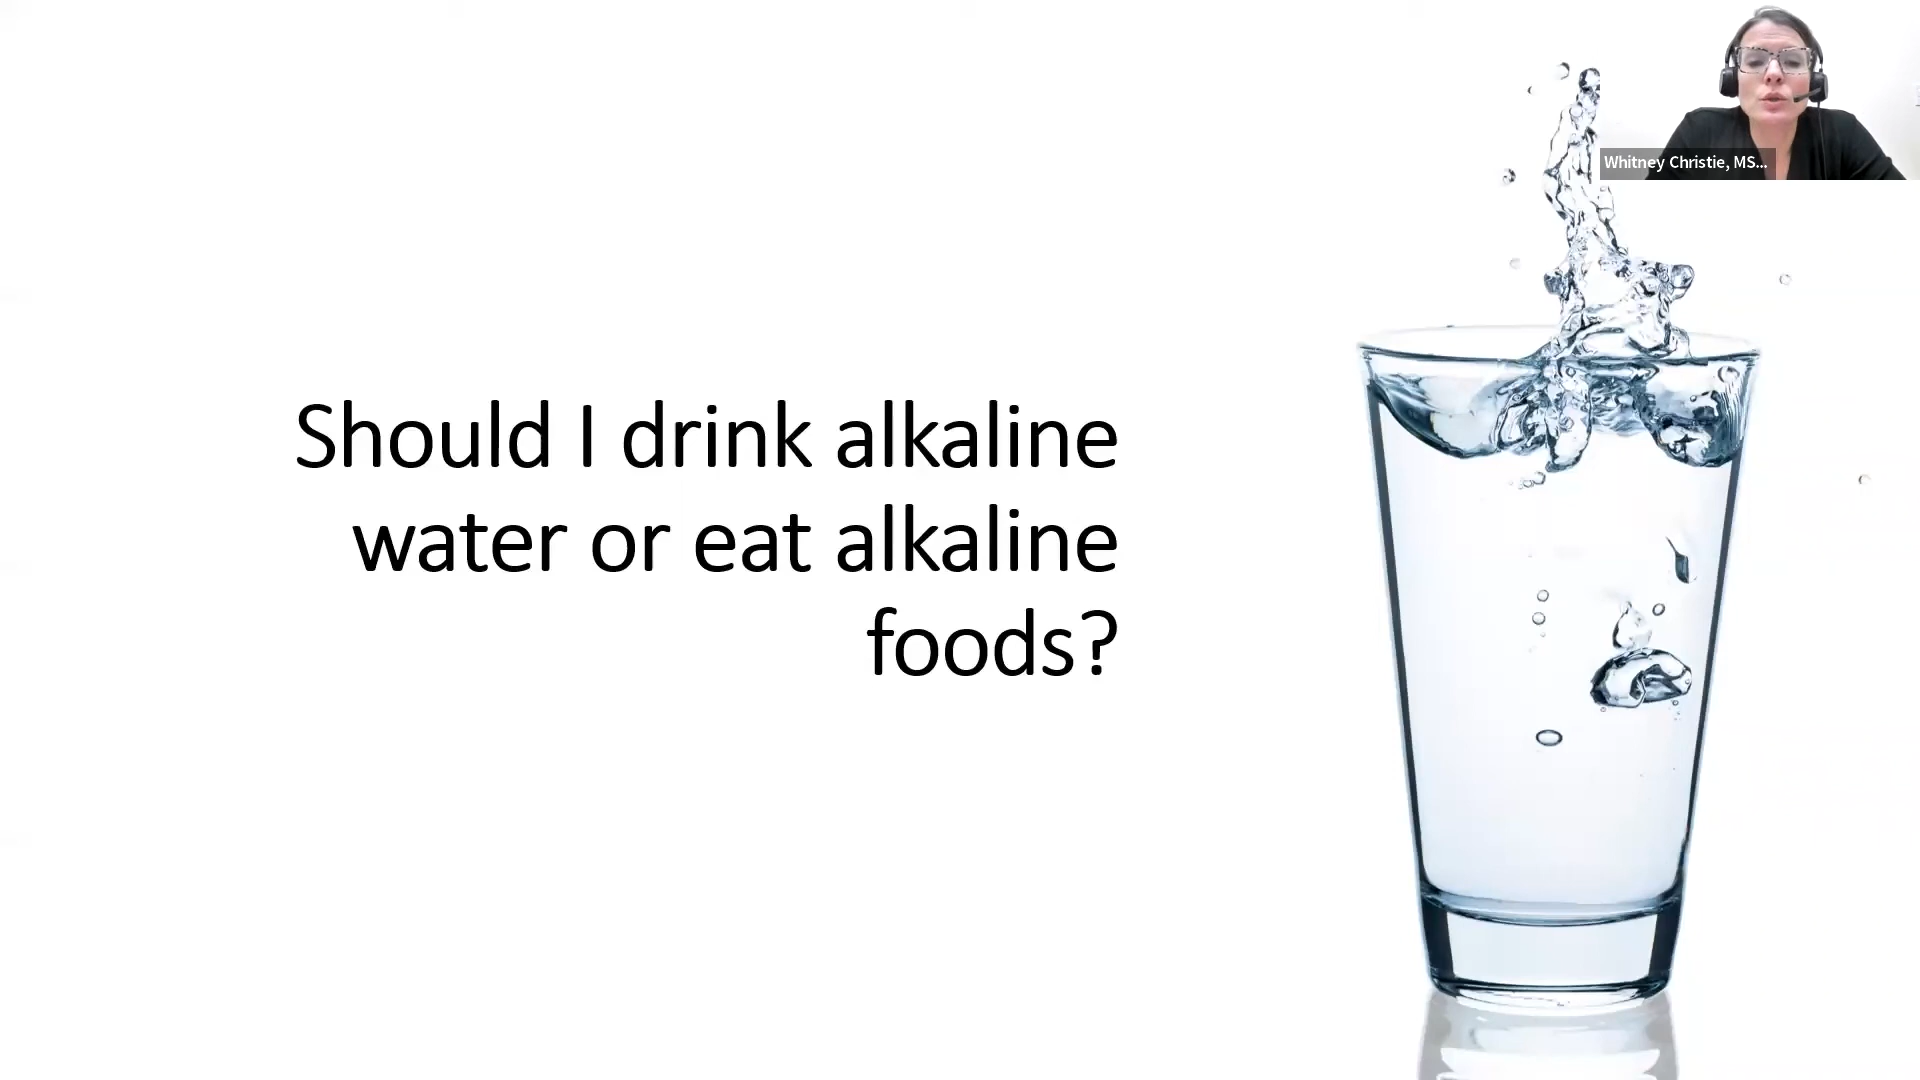 Whitney Christie, MS...
Should I drink alkaline
water or eat alkaline
foods?